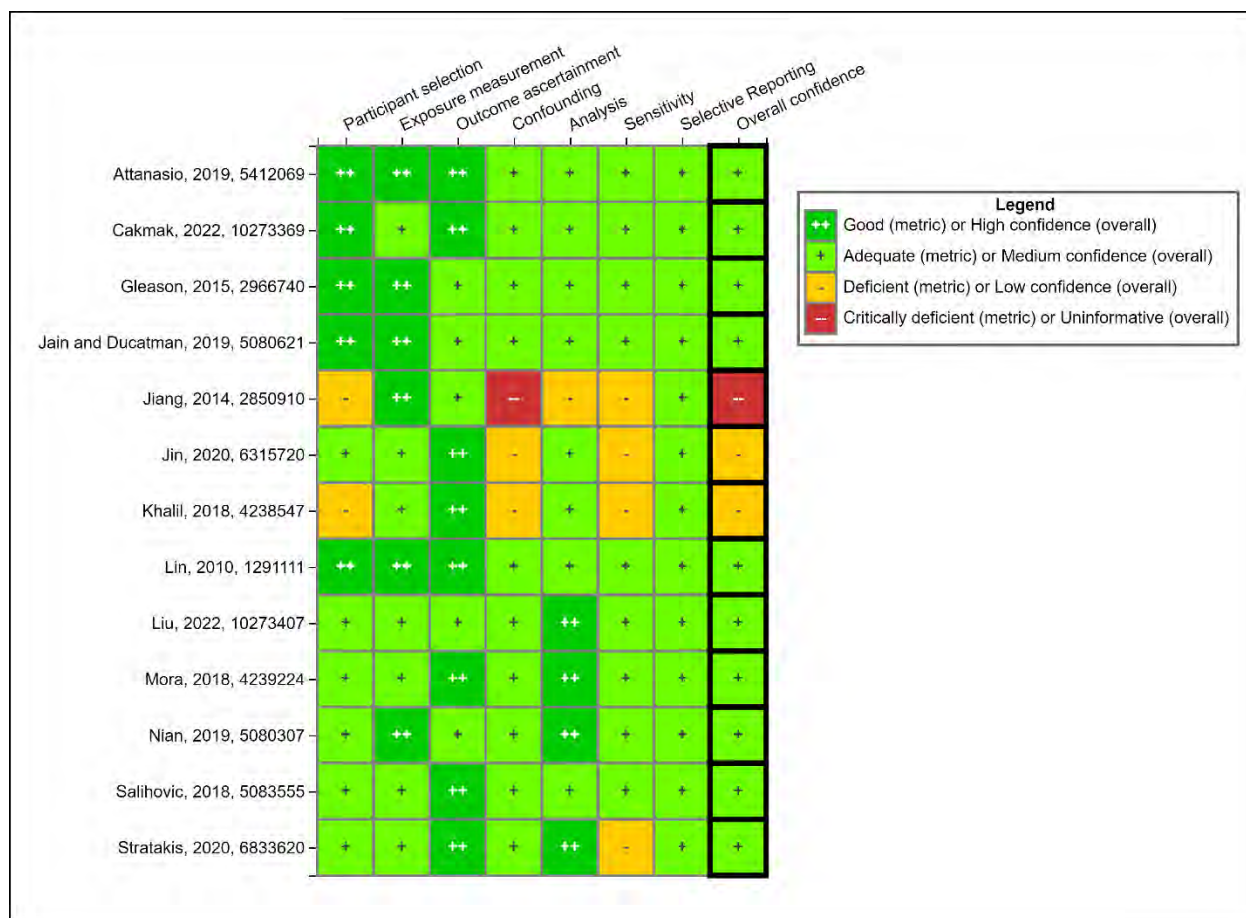 Participant selection
Exposure measurement
Outcome ascertainment
Confounding
Analysis
Sensitivity
Selective Reporting
Overall confidence
Attanasio, 2019, 5412069 ++ ++ ++ + + + + +
Cakmak, 2022, 10273369 ++ + ++ + + + + +
Gleason, 2015, 2966740 ++ ++ + + + + + +
Jain and Ducatman, 2019, 5080621 ++ ++ + + + + + +
Jiang, 2014, 2850910 - ++ + -- - - + --
Jin, 2020, 6315720 + + ++ - + - + -
Khalil, 2018, 4238547 - + ++ - + - + -
Lin, 2010, 1291111 ++ ++ ++ + + + + +
Liu, 2022, 10273407 + + + + ++ + + +
Mora, 2018, 4239224 + + ++ + ++ + + +
Nian, 2019, 5080307 + ++ + + ++ + + +
Salihovic, 2018, 5083555 + + ++ + + + + +
Stratakis, 2020, 6833620 + + ++ + ++ - + +
Legend
++ Good (metric) or High confidence (overall)
+ Adequate (metric) or Medium confidence (overall)
- Deficient (metric) or Low confidence (overall)
-- Critically deficient (metric) or Uninformative (overall)